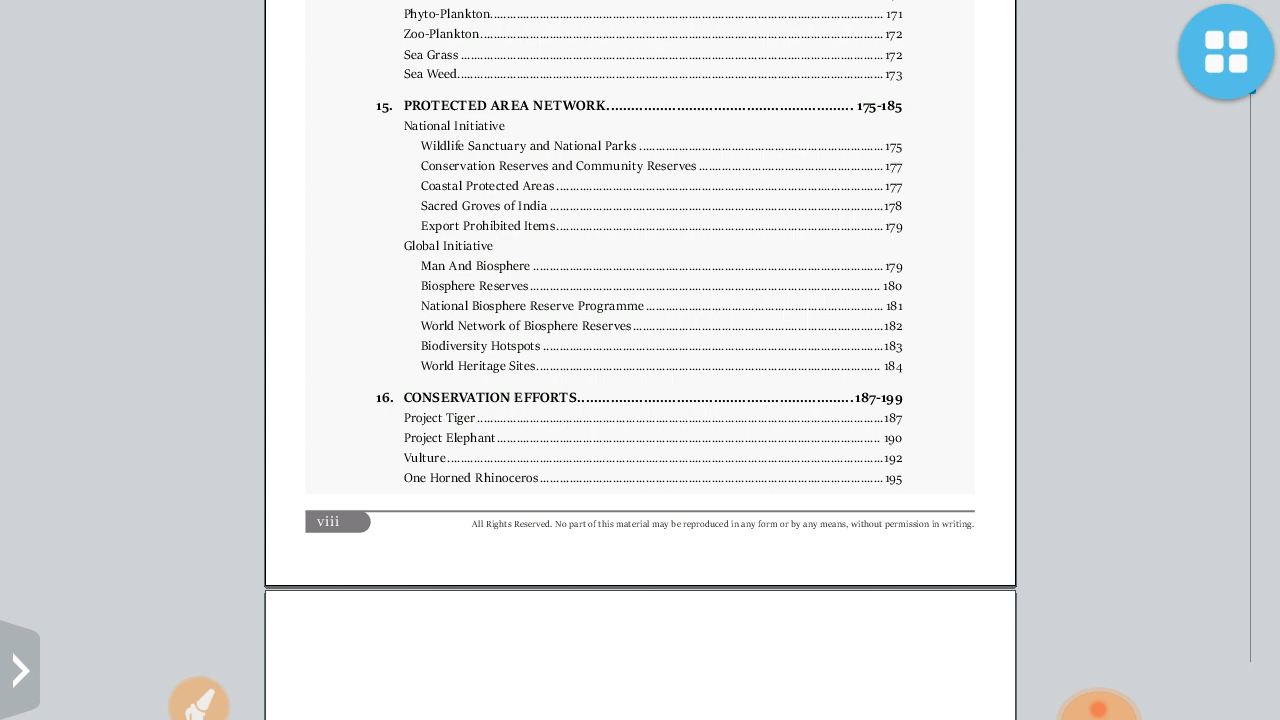 Phyto-Plankton........ 171
Zoo-Plankton........ 172
Sea Grass ........ 172
Sea Weed........ 173
15. PROTECTED AREA NETWORK........ 175-185
National Initiative
Wildlife Sanctuary and National Parks ........ 175
Conservation Reserves and Community Reserves ........ 177
Coastal Protected Areas........ 177
Sacred Groves of India ........ 178
Export Prohibited Items........ 179
Global Initiative
Man And Biosphere ........ 179
Biosphere Reserves........ 180
National Biosphere Reserve Programme........ 181
World Network of Biosphere Reserves........ 182
Biodiversity Hotspots ........ 183
World Heritage Sites........ 184
16. CONSERVATION EFFORTS........ 187-199
Project Tiger........ 187
Project Elephant........ 190
Vulture........ 192
One Horned Rhinoceros........ 195
viii
All Rights Reserved. No part of this material may be reproduced in any form or by any means, without permission in writing.